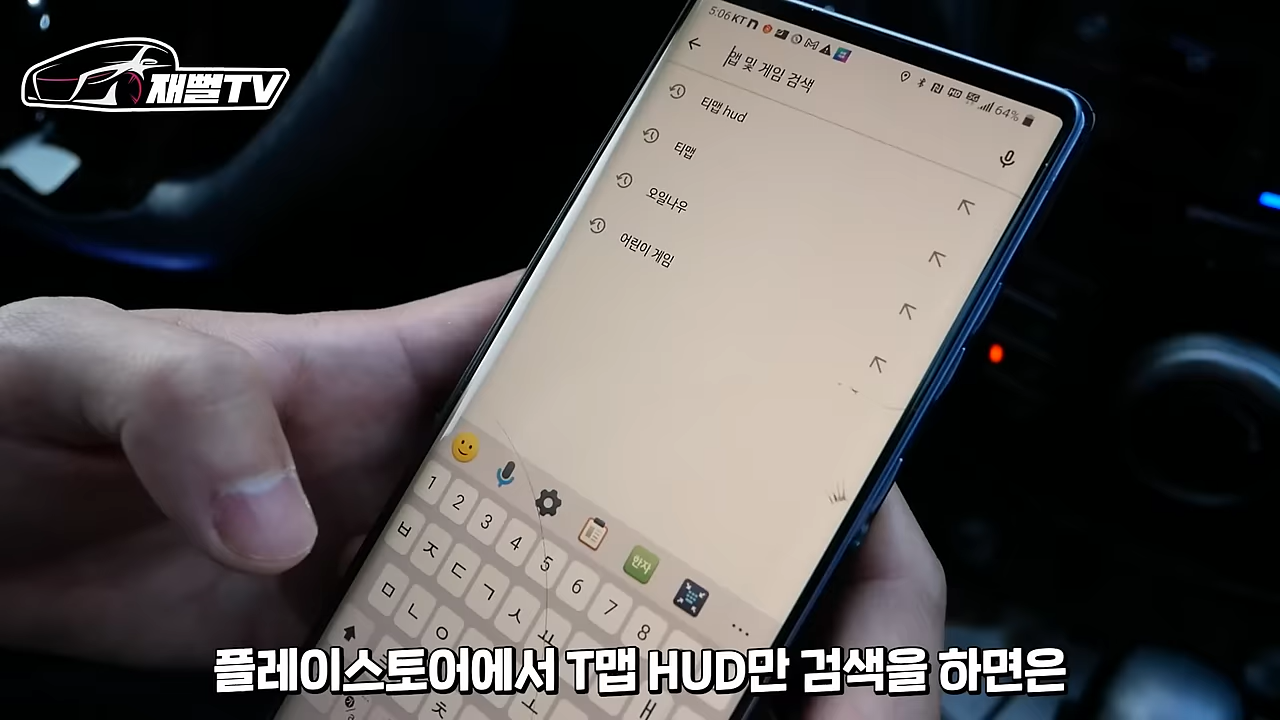 재뻘TV
5:06 KT 64%
앱 및 게임 검색
티맵 hud
티맵
오일나우
어린이 게임
한자
1 2 3 4 5 6 7 8
ㅂ ㅈ ㄷ ㄱ ㅅ ㅛ
ㅁ ㄴ ㅇ
ㅊ ㅗ ㅐ
플레이스토어에서 T맵 HUD만 검색을 하면은